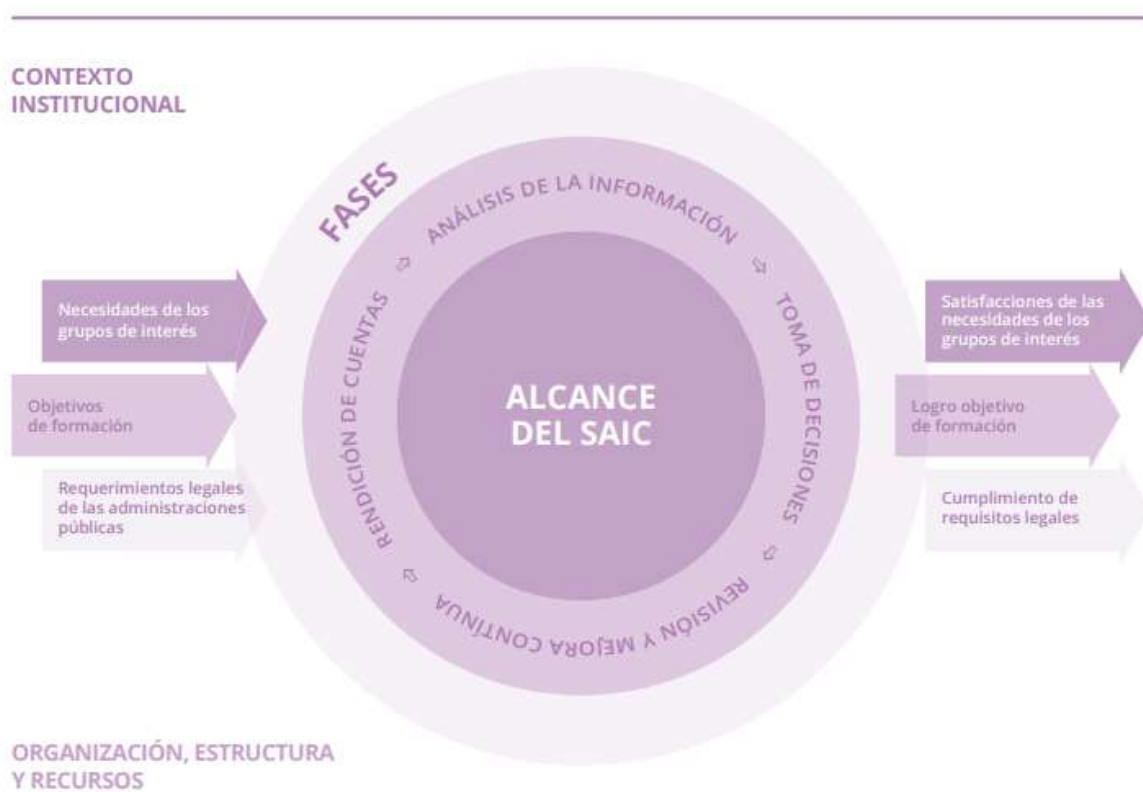 CONTEXTO
INSTITUCIONAL
FASES
ANÁLISIS DE LA INFORMACIÓN
TOMA DE DECISIONES
REVISIÓN Y MEJORA CONTÍNUA
RENDICIÓN DE CUENTAS
Necesidades de los
grupos de interés
Objetivos
de formación
Requerimientos legales
de las administraciones
públicas
ALCANCE
DEL SAIC
Satisfacciones de las
necesidades de los
grupos de interés
Logro objetivo
de formación
Cumplimiento de
requisitos legales
ORGANIZACIÓN, ESTRUCTURA
Y RECURSOS